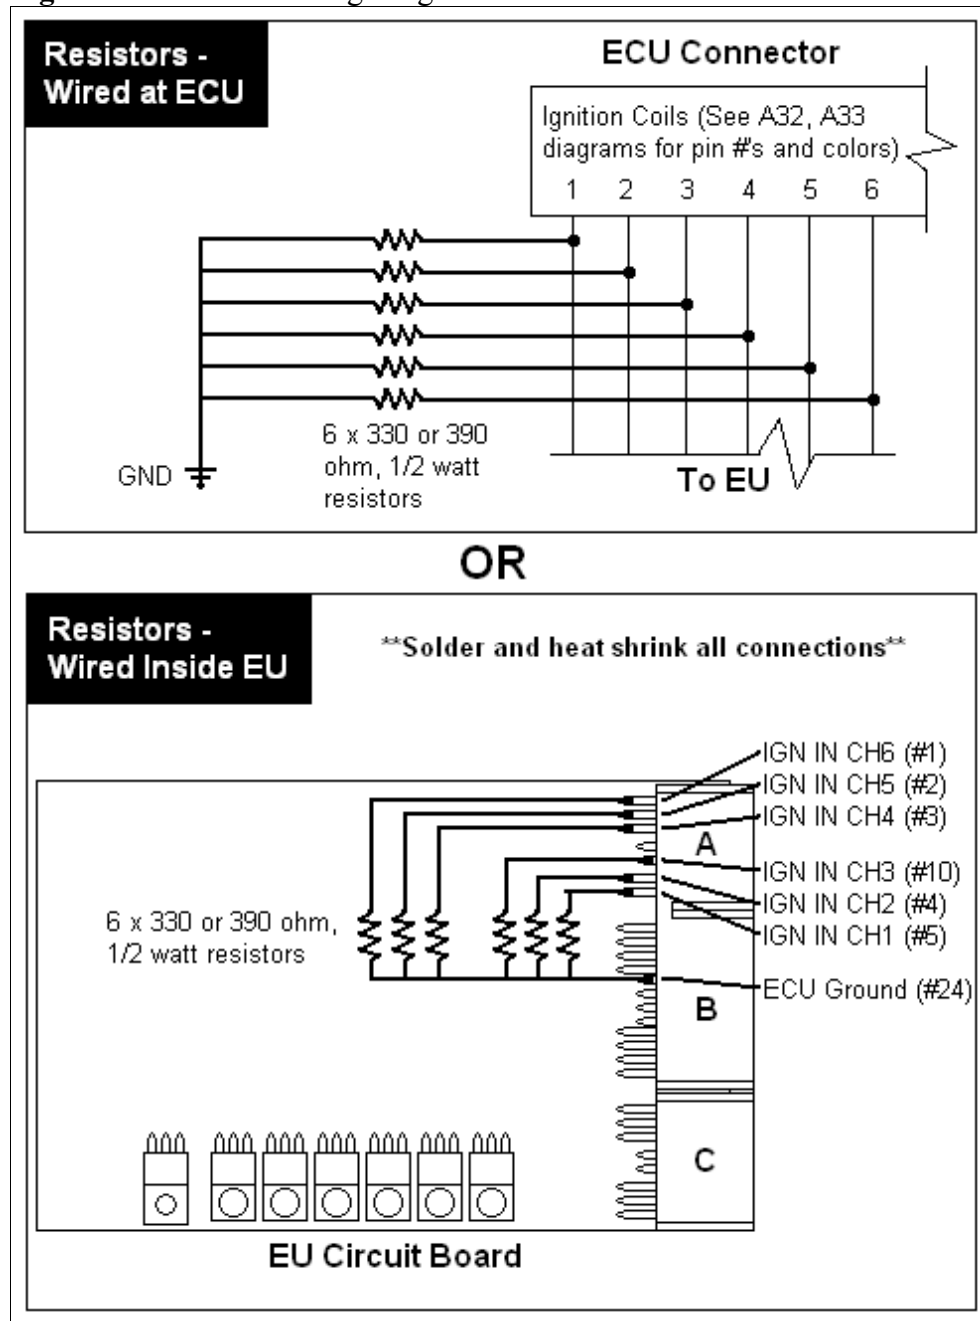 Resistors -
Wired at ECU
ECU Connector
Ignition Coils (See A32, A33
diagrams for pin #'s and colors)
1 2 3 4 5 6
6 x 330 or 390
ohm, 1/2 watt
resistors
GND
To EU
OR
Resistors -
Wired Inside EU
**Solder and heat shrink all connections**
IGN IN CH6 (#1)
IGN IN CH5 (#2)
IGN IN CH4 (#3)
A
IGN IN CH3 (#10)
IGN IN CH2 (#4)
IGN IN CH1 (#5)
6 x 330 or 390 ohm,
1/2 watt resistors
ECU Ground (#24)
B
C
EU Circuit Board